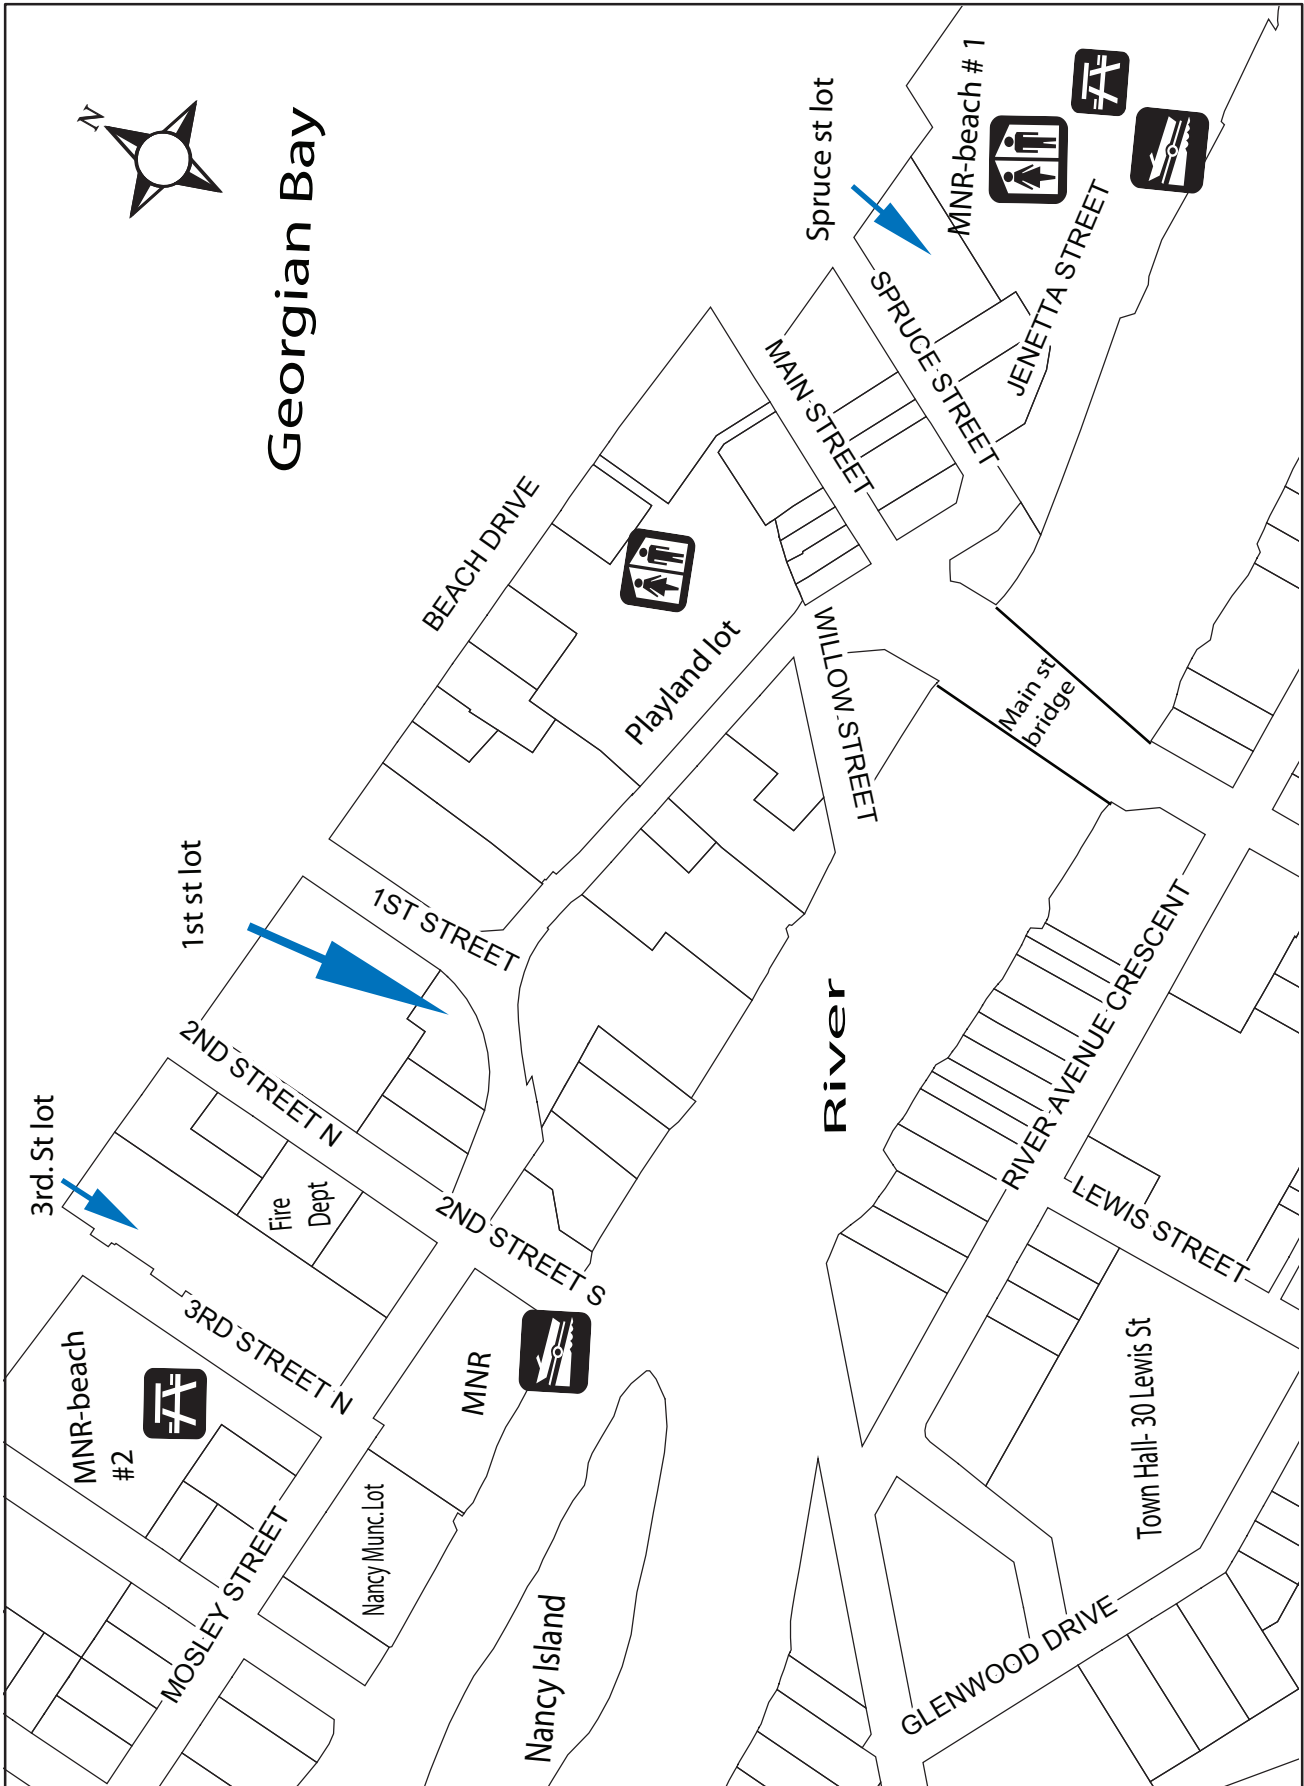 N
Georgian Bay
Spruce st lot
MNR-beach # 1
JENETTA STREET
SPRUCE STREET
MAIN STREET
BEACH DRIVE
Playland lot
WILLOW STREET
Main st
bridge
1st st lot
1ST STREET
2ND STREET N
3rd. St lot
Fire
Dept
2ND STREET S
River
RIVER AVENUE CRESCENT
LEWIS STREET
3RD STREET N
MNR-beach
#2
MNR
Town Hall- 30 Lewis St
Nancy Munc.Lot
MOSLEY STREET
Nancy Island
GLENWOOD DRIVE